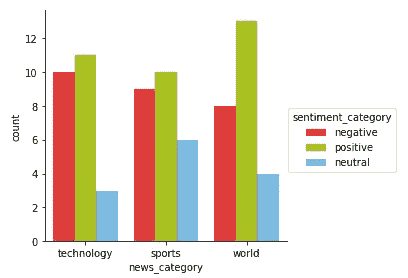 12
10
8
6
4
2
0
count
technology
sports
world
news_category
sentiment_category
negative
positive
neutral